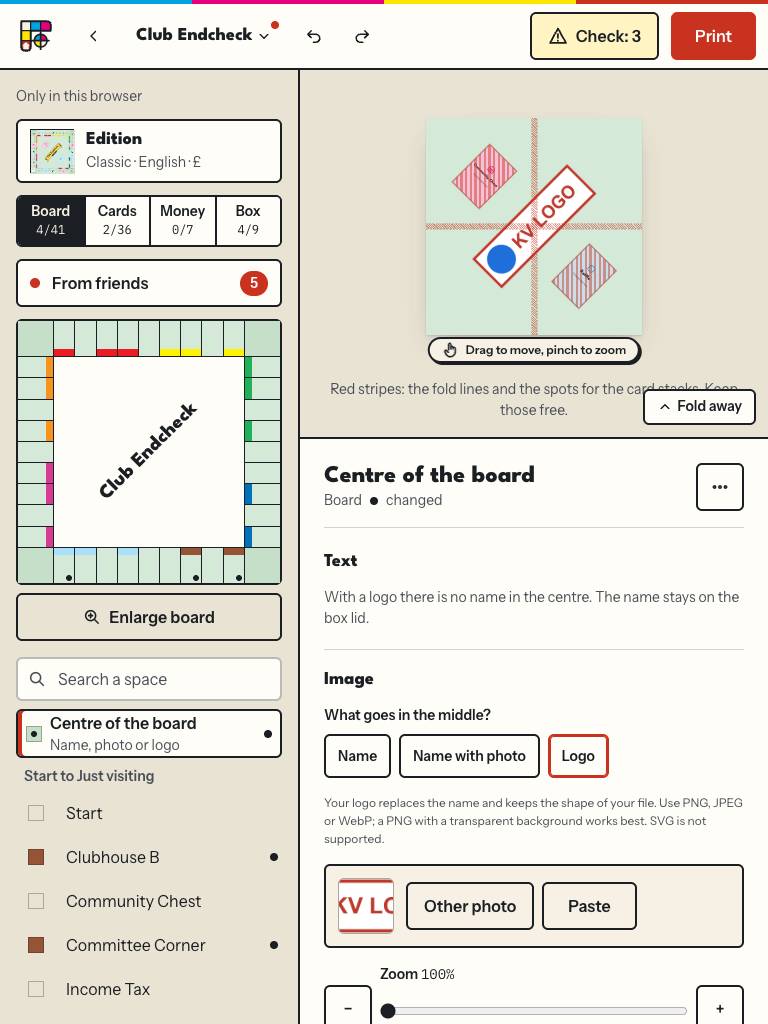 Club Endcheck
Check: 3
Print
Only in this browser
Edition
Classic · English · £
Board
4/41
Cards
2/36
Money
0/7
Box
4/9
From friends
5
Club Endcheck
Enlarge board
Search a space
Centre of the board
Name, photo or logo
Start to Just visiting
Start
Clubhouse B
Community Chest
Committee Corner
Income Tax
KV LOGO
Drag to move, pinch to zoom
Red stripes: the fold lines and the spots for the card stacks. Keep
those free.
Fold away
Centre of the board
Board ● changed
Text
With a logo there is no name in the centre. The name stays on the
box lid.
Image
What goes in the middle?
Name
Name with photo
Logo
Your logo replaces the name and keeps the shape of your file. Use PNG, JPEG
or WebP; a PNG with a transparent background works best. SVG is not
supported.
KV LO
Other photo
Paste
Zoom 100%